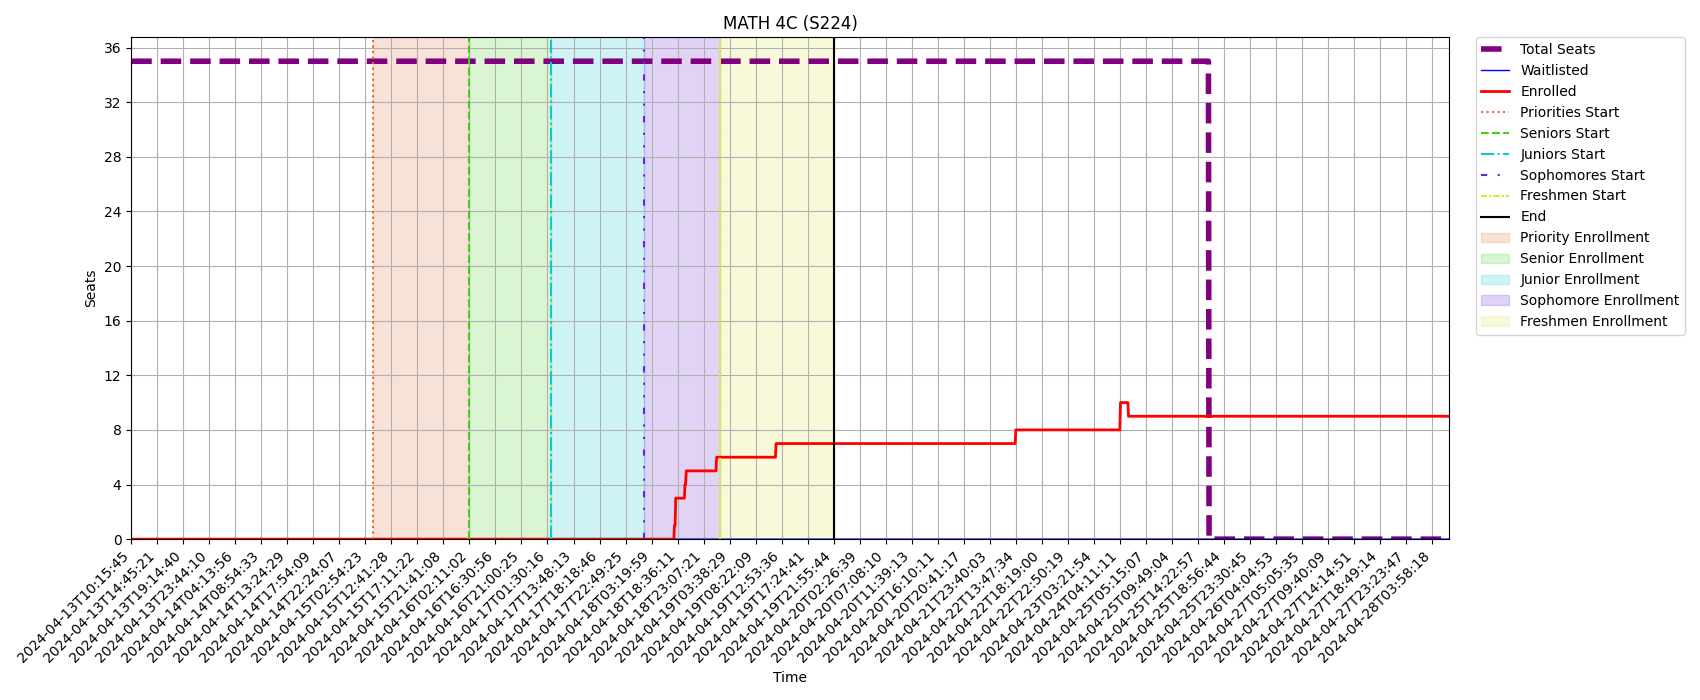 MATH 4C (S224)
Seats
36
32
28
24
20
16
12
8
4
0
2024-04-13T10:15:45
2024-04-13T14:45:21
2024-04-13T19:14:40
2024-04-13T23:44:10
2024-04-14T04:13:56
2024-04-14T08:54:33
2024-04-14T13:24:29
2024-04-14T17:54:09
2024-04-14T22:24:07
2024-04-15T02:54:23
2024-04-15T12:41:28
2024-04-15T17:11:22
2024-04-15T21:41:08
2024-04-16T02:11:02
2024-04-16T16:30:56
2024-04-16T21:00:25
2024-04-17T01:30:16
2024-04-17T13:48:13
2024-04-17T18:18:46
2024-04-17T22:49:25
2024-04-18T03:19:59
2024-04-18T18:36:11
2024-04-18T23:07:21
2024-04-19T03:38:29
2024-04-19T08:22:09
2024-04-19T12:53:36
2024-04-19T17:24:41
2024-04-19T21:55:44
2024-04-20T02:26:39
2024-04-20T07:08:10
2024-04-20T11:39:13
2024-04-20T16:10:11
2024-04-20T20:41:17
2024-04-21T23:40:03
2024-04-22T13:47:34
2024-04-22T18:19:00
2024-04-22T22:50:19
2024-04-23T03:21:54
2024-04-24T04:11:11
2024-04-25T05:15:07
2024-04-25T09:49:04
2024-04-25T14:22:57
2024-04-25T18:56:44
2024-04-25T23:30:45
2024-04-26T04:04:53
2024-04-27T05:05:35
2024-04-27T09:40:09
2024-04-27T14:14:51
2024-04-27T18:49:14
2024-04-27T23:23:47
2024-04-28T03:58:18
Time
Total Seats
Waitlisted
Enrolled
Priorities Start
Seniors Start
Juniors Start
Sophomores Start
Freshmen Start
End
Priority Enrollment
Senior Enrollment
Junior Enrollment
Sophomore Enrollment
Freshmen Enrollment